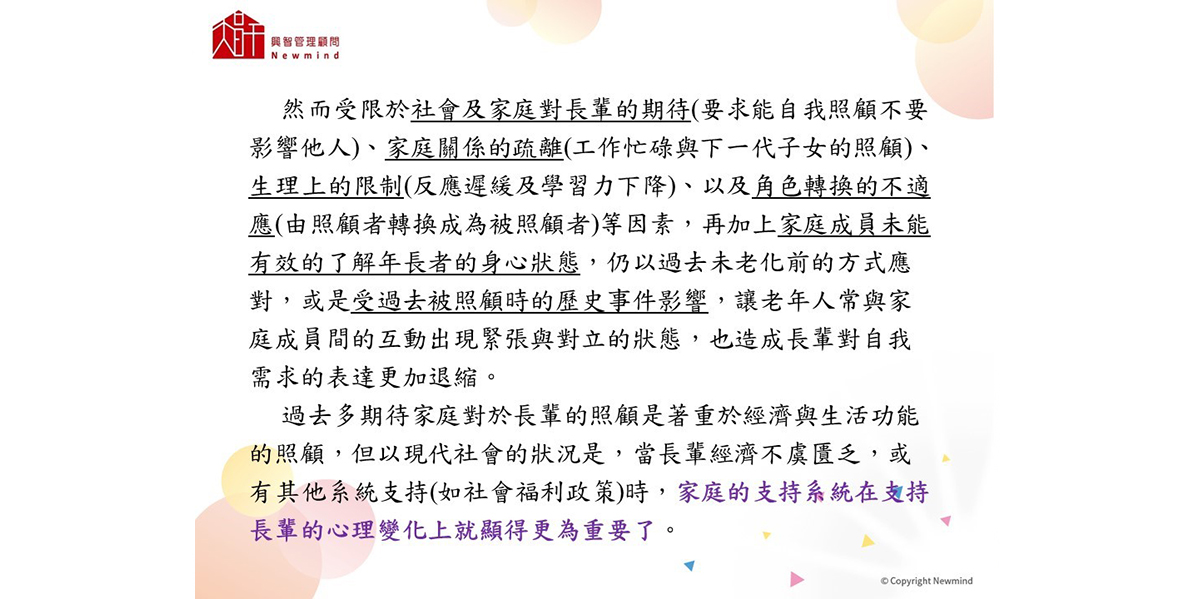 興智管理顧問
Newmind
然而受限於社會及家庭對長輩的期待(要求能自我照顧不要
影響他人)、家庭關係的疏離(工作忙碌與下一代子女的照顧)、
生理上的限制(反應遲緩及學習力下降)、以及角色轉換的不適
應(由照顧者轉換成為被照顧者)等因素，再加上家庭成員未能
有效的了解年長者的身心狀態，仍以過去未老化前的方式應
對，或是受過去被照顧時的歷史事件影響，讓老年人常與家
庭成員間的互動出現緊張與對立的狀態，也造成長輩對自我
需求的表達更加退縮。
過去多期待家庭對於長輩的照顧是著重於經濟與生活功能
的照顧，但以現代社會的狀況是，當長輩經濟不虞匱乏，或
有其他系統支持(如社會福利政策)時，家庭的支持系統在支持
長輩的心理變化上就顯得更為重要了。
© Copyright Newmind